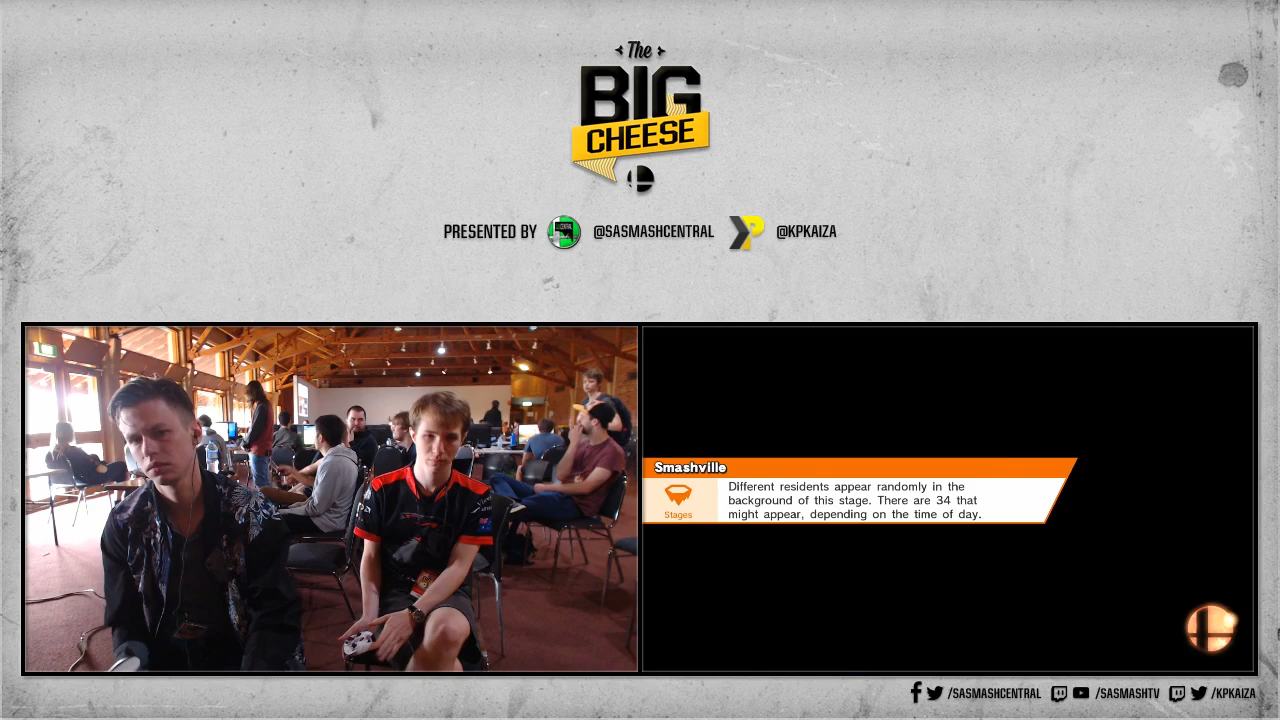 The
BIG
CHEESE
PRESENTED BY @SASMASHCENTRAL @KPKAIZA
Smashville
Different residents appear randomly in the
background of this stage. There are 34 that
might appear, depending on the time of day.
Stages
/SASMASHCENTRAL /SASMASHTV /KPKAIZA